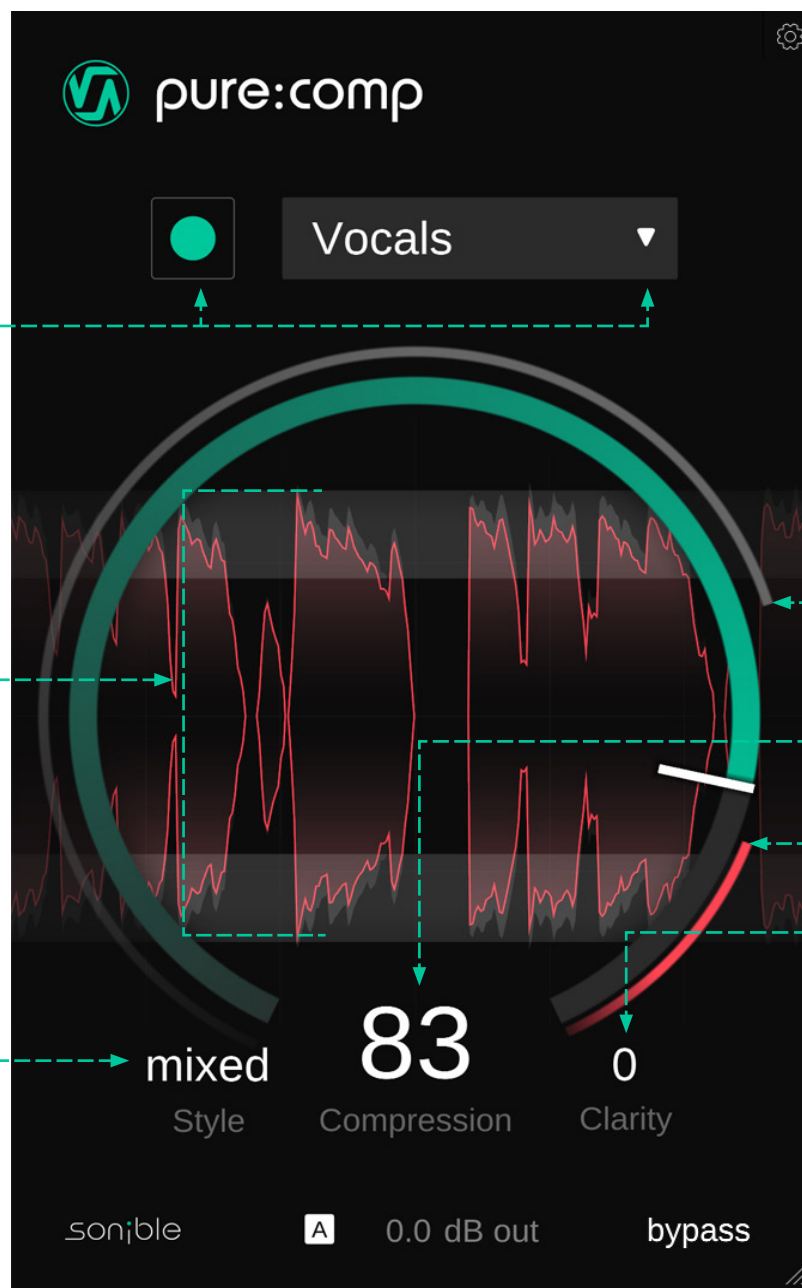 pure:comp
Vocals
mixed 83 0
Style Compression Clarity
sonible A 0.0 dB out bypass